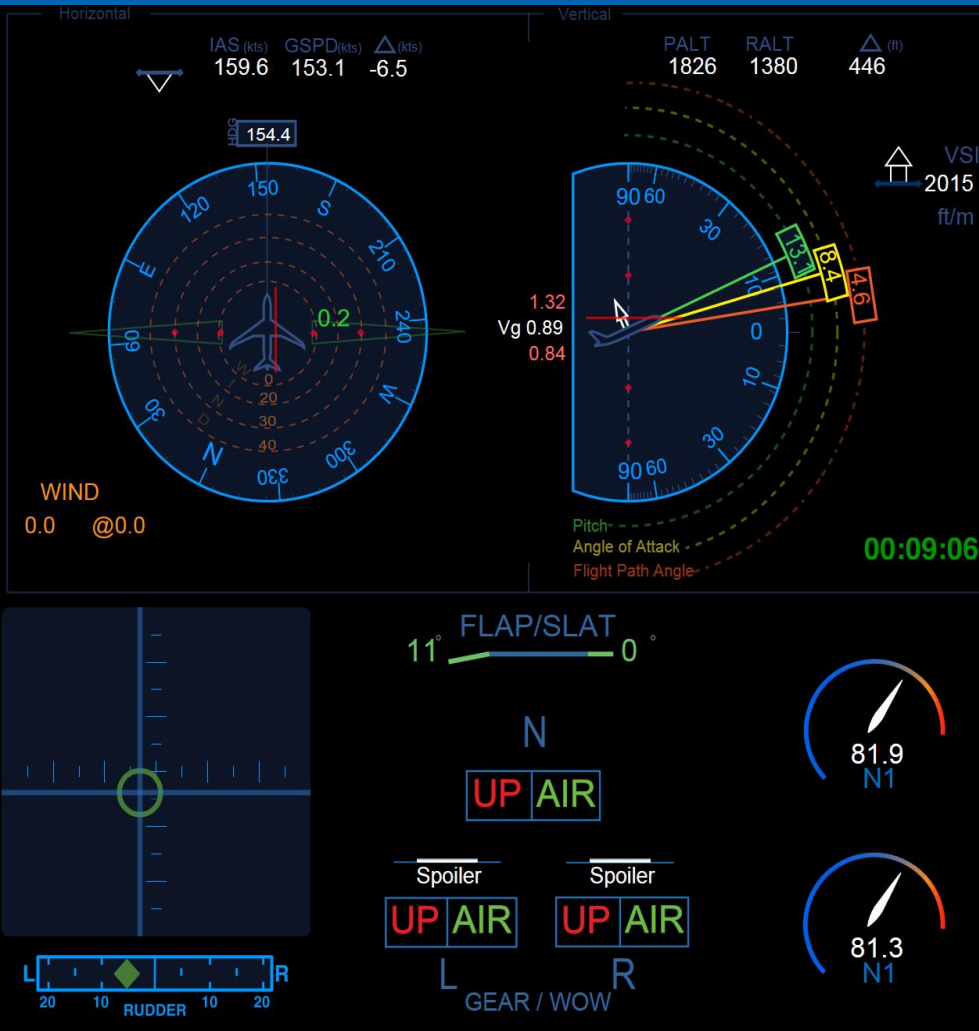 Horizontal
Vertical
IAS (kts) GSPD(kts) △(kts)
159.6 153.1 -6.5
PALT RALT △ (ft)
1826 1380 446
HDG 154.4
VSI
2015
ft/m
150
120
S
E
210
60
240
30
W
N
300
330
0.2
0
20
30
40
W
I
N
D
90 60
30
10
0
10
30
90 60
13.1
8.4
4.6
1.32
Vg 0.89
0.84
WIND
0.0 @0.0
Pitch
Angle of Attack
Flight Path Angle
00:09:06
FLAP/SLAT
11° 0°
N
UP AIR
81.9
N1
Spoiler Spoiler
UP AIR UP AIR
81.3
N1
L R
20 10 10 20
RUDDER
L R
GEAR / WOW